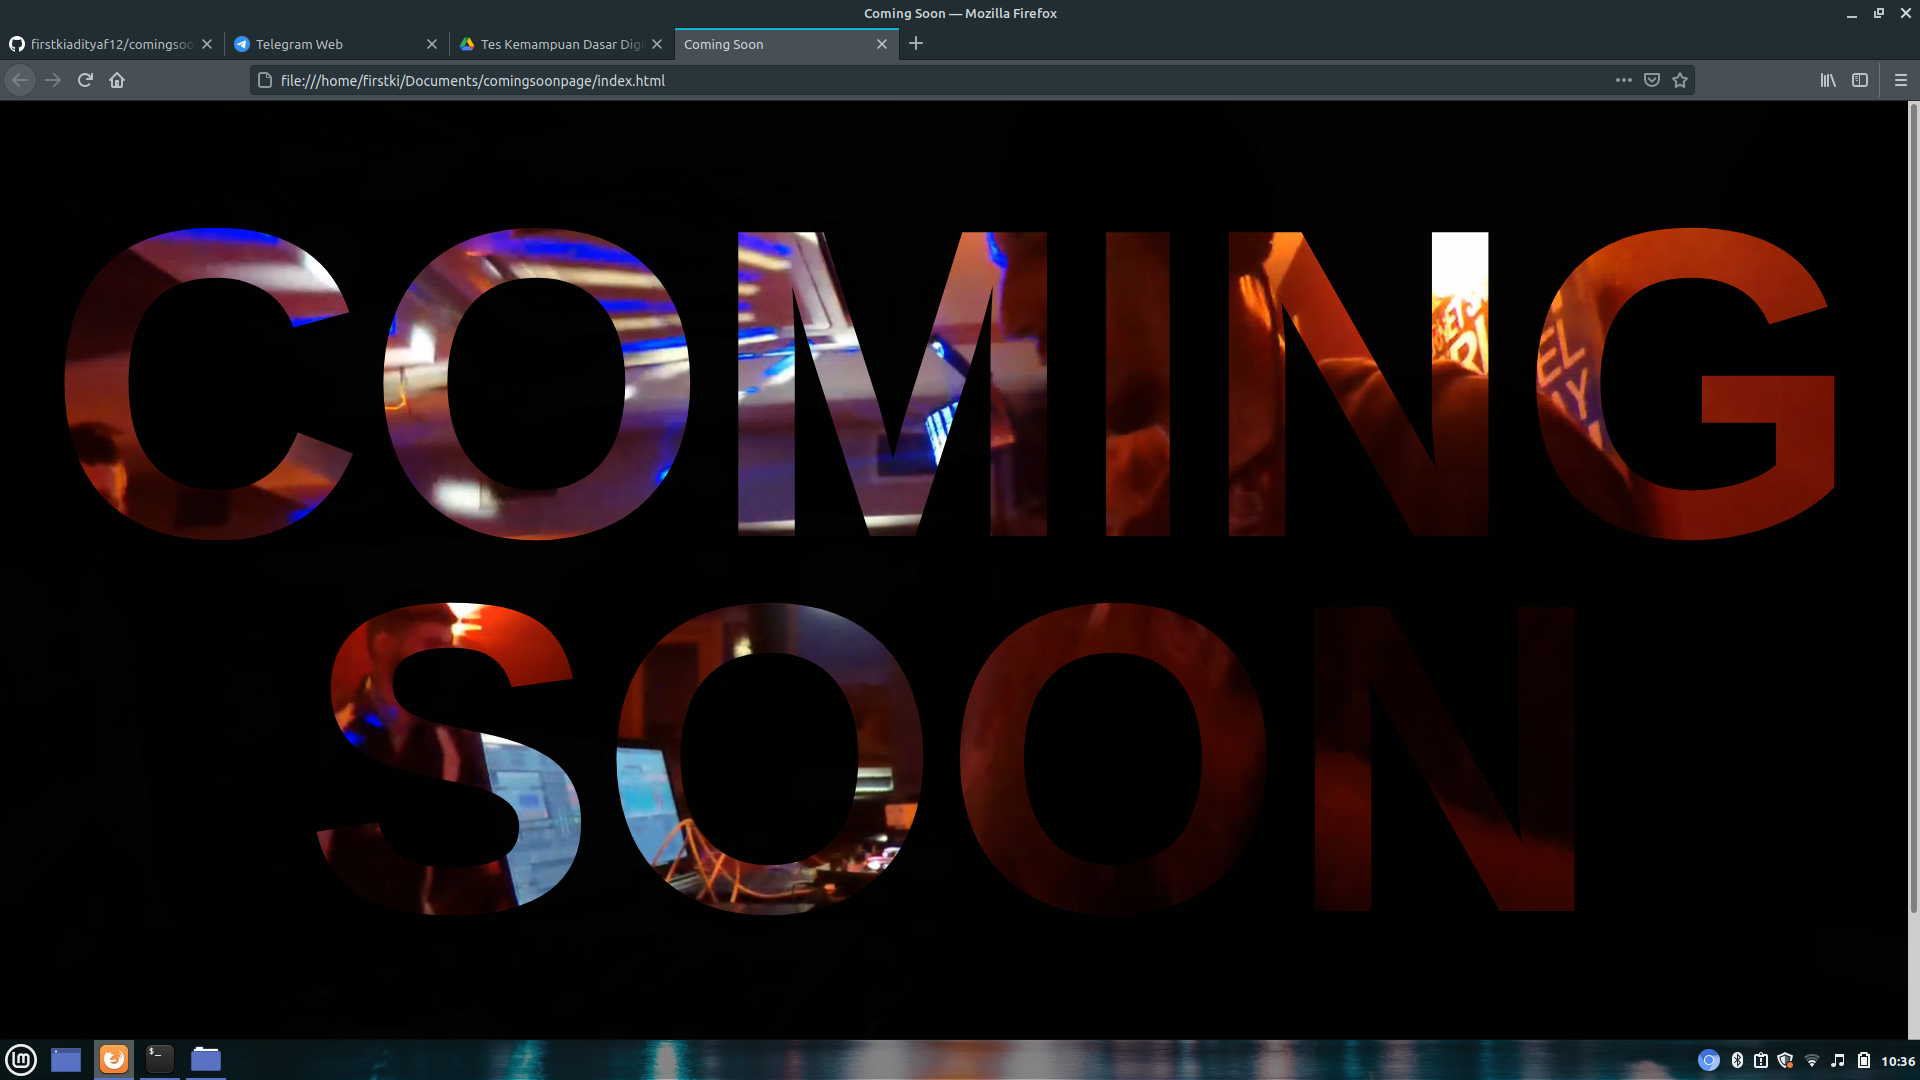 Coming Soon — Mozilla Firefox
firstkiadityaf12/comingsoo
Telegram Web
Tes Kemampuan Dasar Dig
Coming Soon
file:///home/firstki/Documents/comingsoonpage/index.html
COMING
SOON
10:36